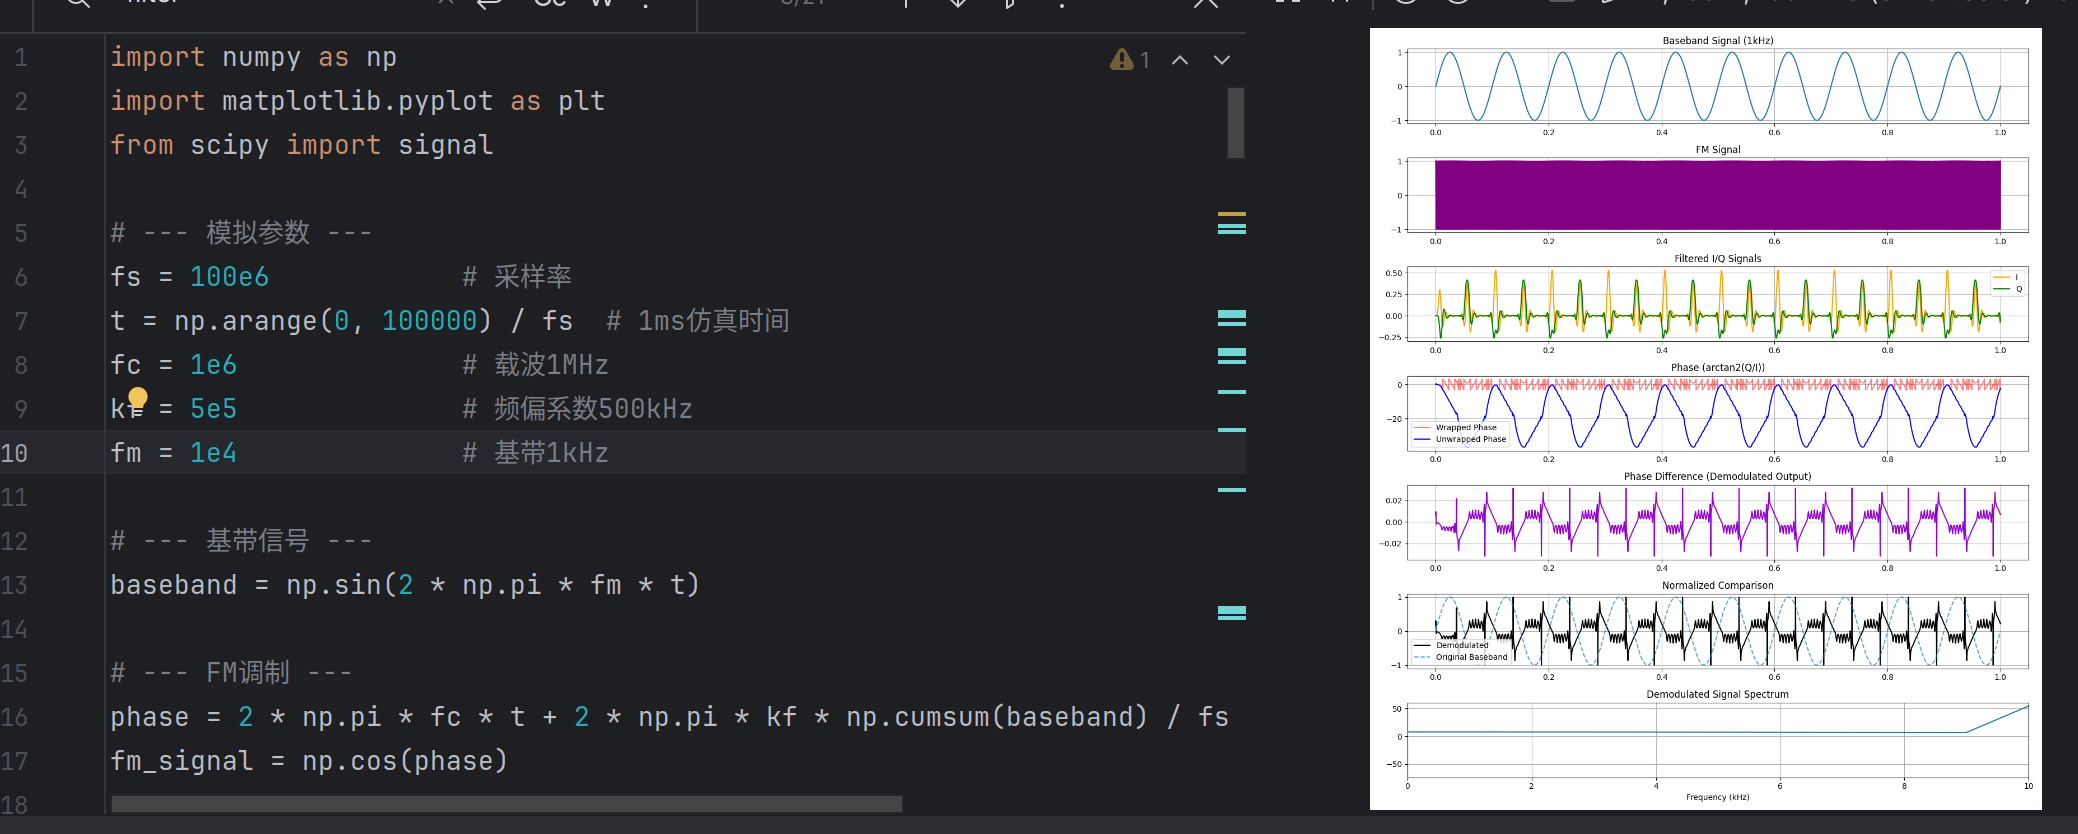 1 import numpy as np
2 import matplotlib.pyplot as plt
3 from scipy import signal
4
5 # --- 模拟参数 ---
6 fs = 100e6 # 采样率
7 t = np.arange(0, 100000) / fs # 1ms仿真时间
8 fc = 1e6 # 载波1MHz
9 kf = 5e5 # 频偏系数500kHz
10 fm = 1e4 # 基带1kHz
11
12 # --- 基带信号 ---
13 baseband = np.sin(2 * np.pi * fm * t)
14
15 # --- FM调制 ---
16 phase = 2 * np.pi * fc * t + 2 * np.pi * kf * np.cumsum(baseband) / fs
17 fm_signal = np.cos(phase)
18
1
Baseband Signal (1kHz)
1
0
−1
0.0 0.2 0.4 0.6 0.8 1.0
FM Signal
1
0
−1
0.0 0.2 0.4 0.6 0.8 1.0
Filtered I/Q Signals
0.50
0.25
0.00
−0.25
I
Q
0.0 0.2 0.4 0.6 0.8 1.0
Phase (arctan2(Q/I))
0
−20
Wrapped Phase
Unwrapped Phase
0.0 0.2 0.4 0.6 0.8 1.0
Phase Difference (Demodulated Output)
0.02
0.00
−0.02
0.0 0.2 0.4 0.6 0.8 1.0
Normalized Comparison
1
0
−1
Demodulated
Original Baseband
0.0 0.2 0.4 0.6 0.8 1.0
Demodulated Signal Spectrum
50
0
−50
0 2 4 6 8 10
Frequency (kHz)